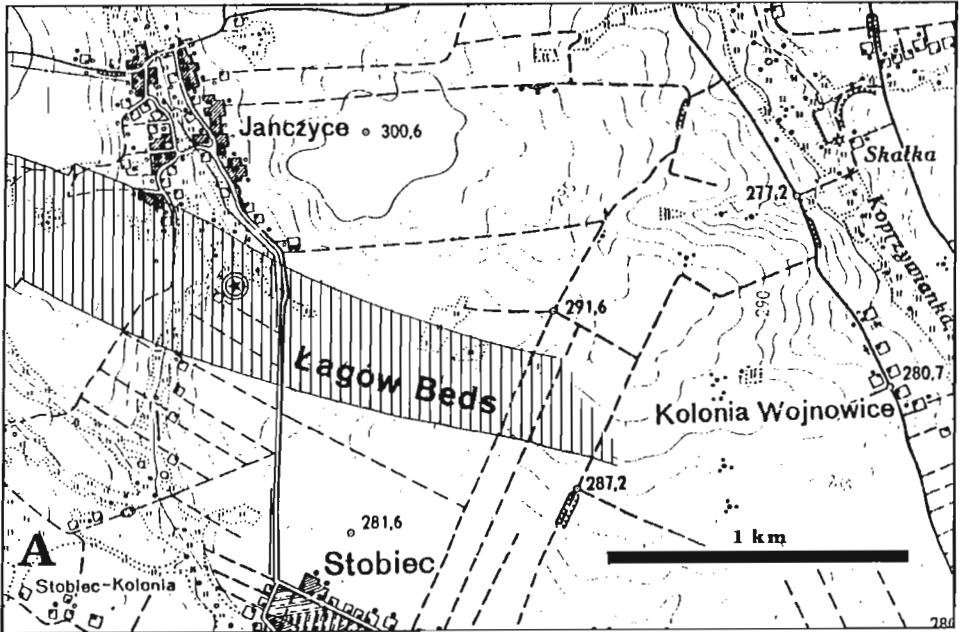 Janczyce
300,6
Skałka
277,2
Koprzywianka
291,6
290
Łagów Beds
280,7
Kolonia Wojnowice
287,2
1 km
281,6
A
Stobiec
Stobiec-Kolonia
280